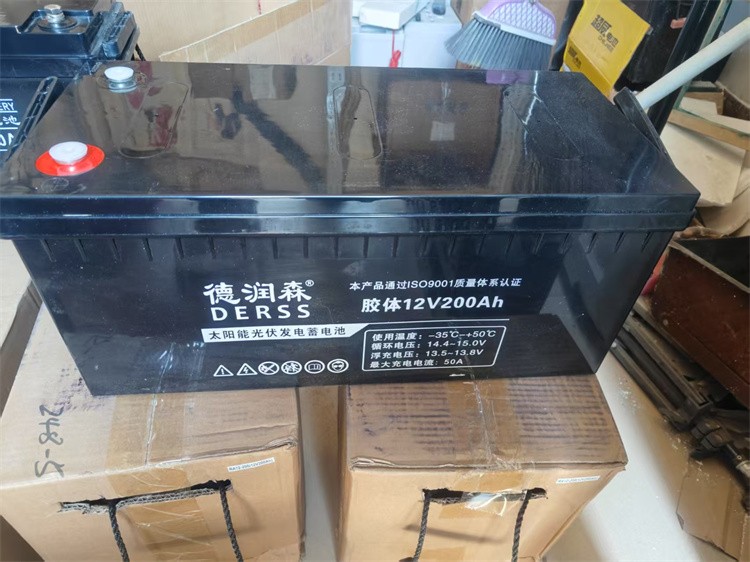 德润森®
DERSS
太阳能光伏发电蓄电池
本产品通过ISO9001质量体系认证
胶体12V200Ah
使用温度：-35℃-+50℃
循环电压：14.4-15.0V
浮充电压：13.5-13.8V
最大充电电流：50A
248-5